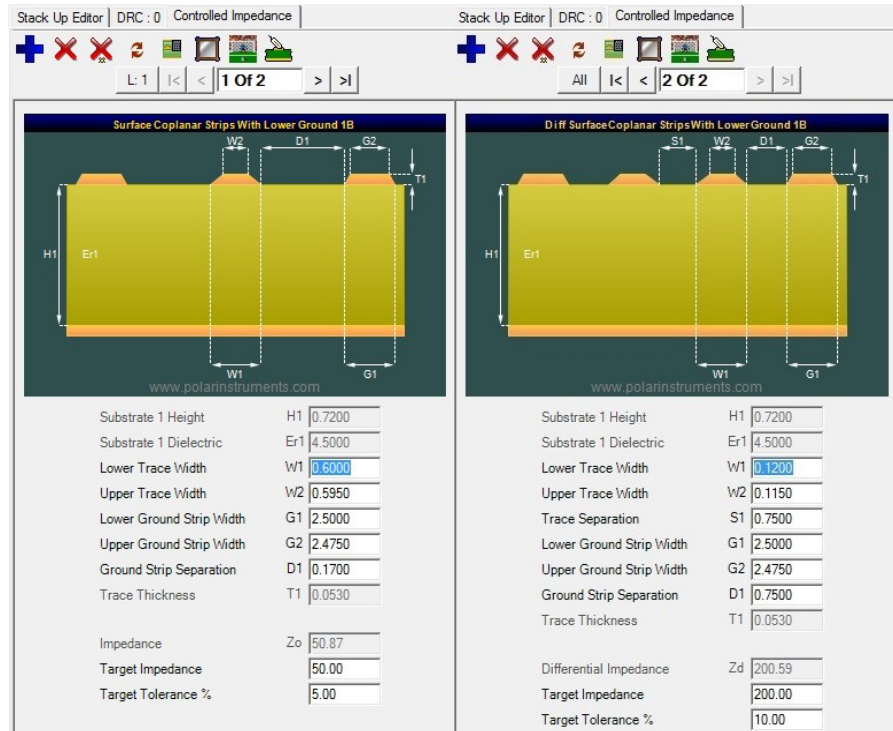 Stack Up Editor DRC : 0 Controlled Impedance
L: 1 |< < 1 Of 2 > >|
Surface Coplanar Strips With Lower Ground 1B
W2 D1 G2
T1
H1 Er1
W1 G1
www.polarinstruments.com
Substrate 1 Height H1 0.7200
Substrate 1 Dielectric Er1 4.5000
Lower Trace Width W1 0.6000
Upper Trace Width W2 0.5950
Lower Ground Strip Width G1 2.5000
Upper Ground Strip Width G2 2.4750
Ground Strip Separation D1 0.1700
Trace Thickness T1 0.0530
Impedance Zo 50.87
Target Impedance 50.00
Target Tolerance % 5.00
Stack Up Editor DRC : 0 Controlled Impedance
All |< < 2 Of 2 > >|
Diff Surface Coplanar Strips With Lower Ground 1B
S1 W2 D1 G2
T1
H1 Er1
W1 G1
www.polarinstruments.com
Substrate 1 Height H1 0.7200
Substrate 1 Dielectric Er1 4.5000
Lower Trace Width W1 0.1200
Upper Trace Width W2 0.1150
Trace Separation S1 0.7500
Lower Ground Strip Width G1 2.5000
Upper Ground Strip Width G2 2.4750
Ground Strip Separation D1 0.7500
Trace Thickness T1 0.0530
Differential Impedance Zd 200.59
Target Impedance 200.00
Target Tolerance % 10.00